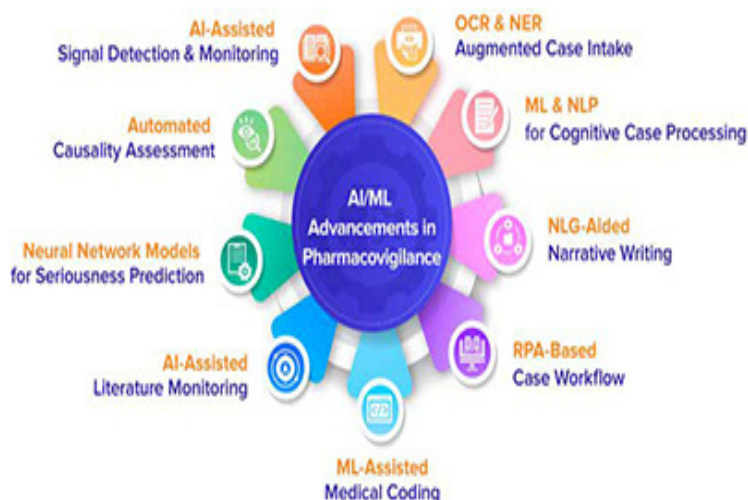 AI-Assisted
Signal Detection & Monitoring
OCR & NER
Augmented Case Intake
Automated
Causality Assessment
ML & NLP
for Cognitive Case Processing
AI/ML
Advancements in
Pharmacovigilance
Neural Network Models
for Seriousness Prediction
NLG-Aided
Narrative Writing
AI-Assisted
Literature Monitoring
RPA-Based
Case Workflow
ML-Assisted
Medical Coding